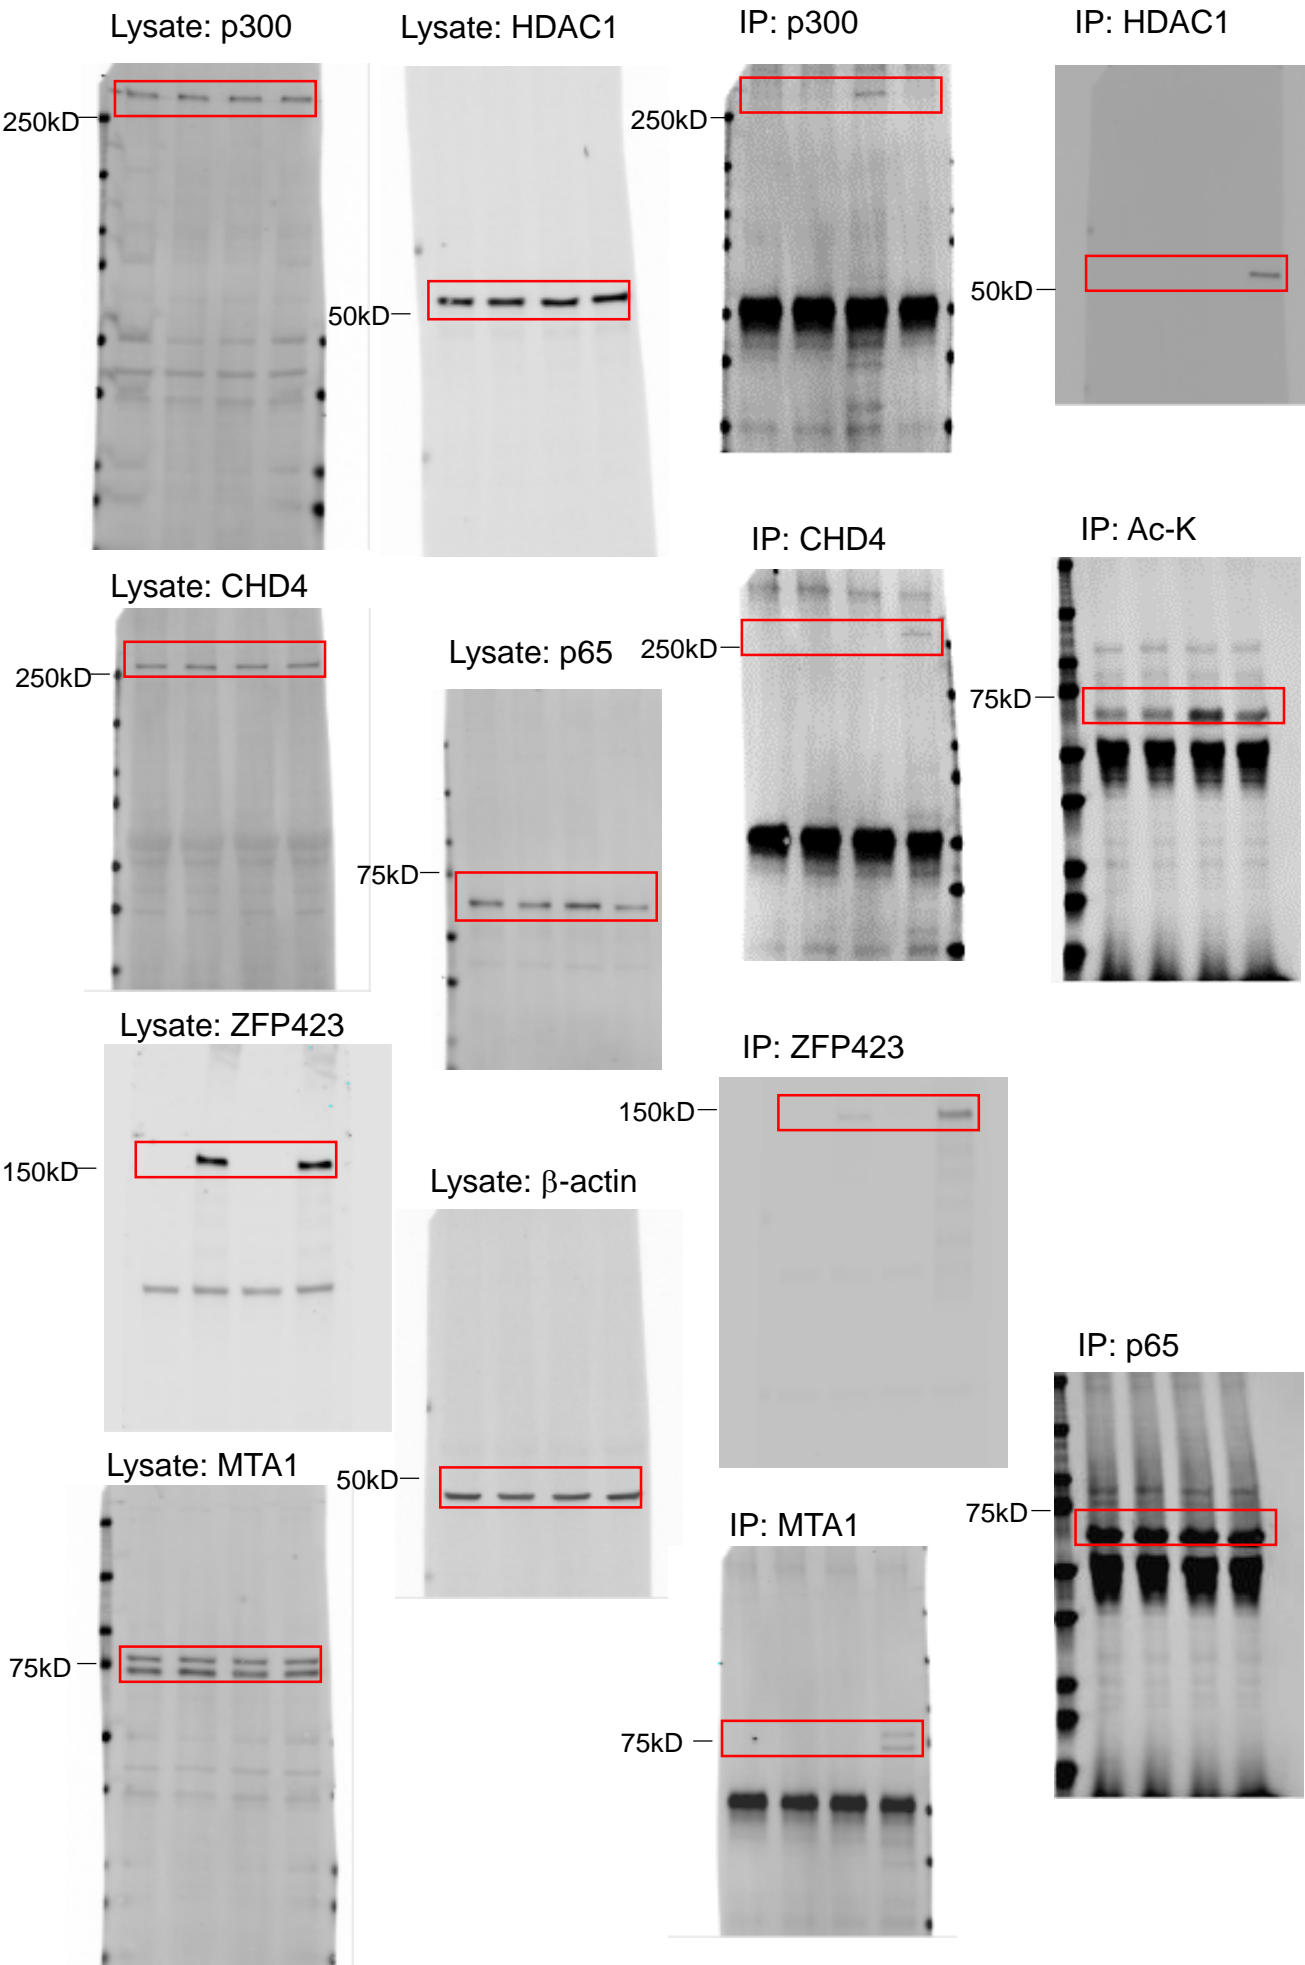 Lysate: p300
250kD
Lysate: HDAC1
50kD
IP: p300
250kD
IP: HDAC1
50kD
Lysate: CHD4
250kD
Lysate: p65
75kD
IP: CHD4
250kD
IP: Ac-K
75kD
Lysate: ZFP423
150kD
Lysate: β-actin
50kD
IP: ZFP423
150kD
IP: p65
75kD
Lysate: MTA1
75kD
IP: MTA1
75kD